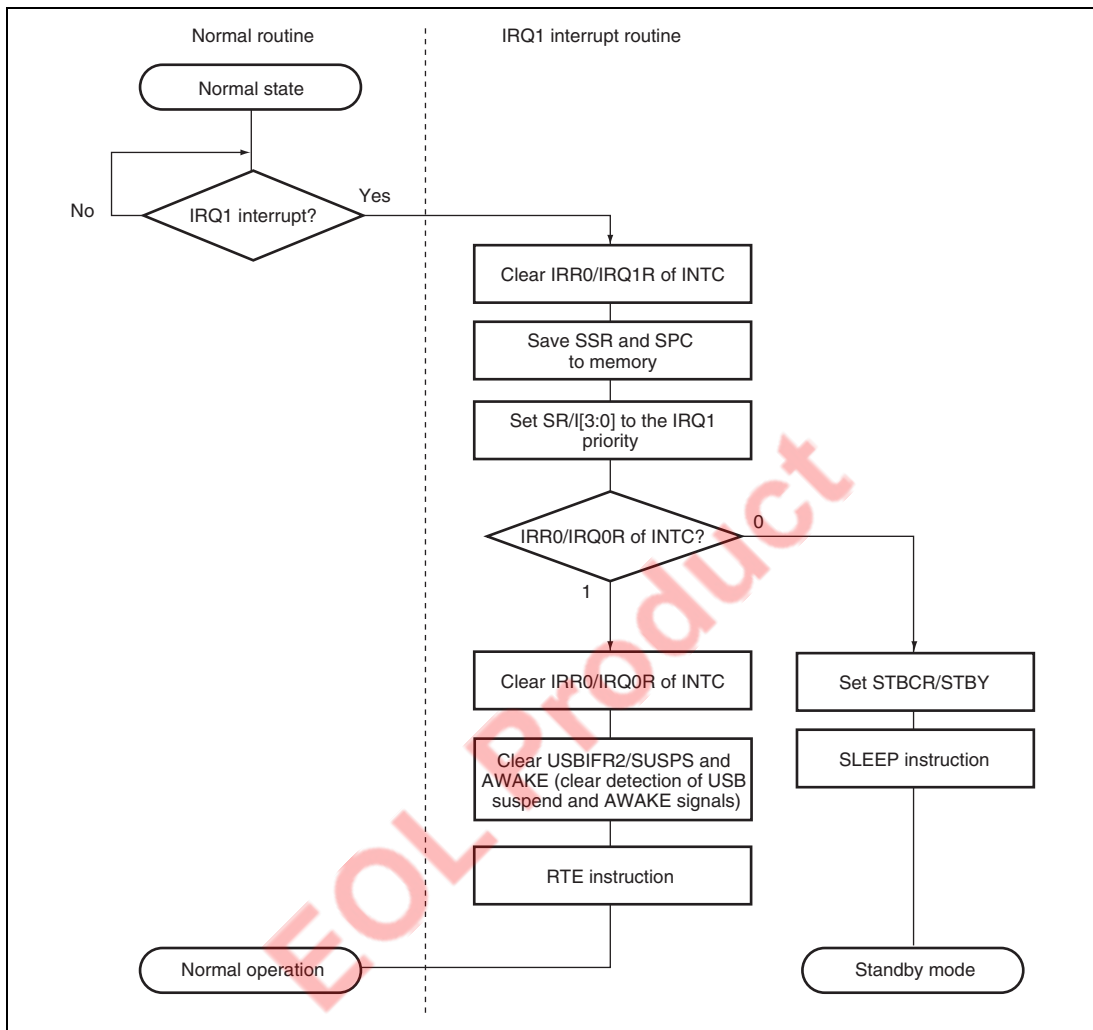 Normal routine
IRQ1 interrupt routine
Normal state
No
IRQ1 interrupt?
Yes
Clear IRR0/IRQ1R of INTC
Save SSR and SPC
to memory
Set SR/I[3:0] to the IRQ1
priority
IRR0/IRQ0R of INTC?
0
1
Clear IRR0/IRQ0R of INTC
Set STBCR/STBY
Clear USBIFR2/SUSPS and
AWAKE (clear detection of USB
suspend and AWAKE signals)
SLEEP instruction
RTE instruction
Normal operation
Standby mode
EOL Product